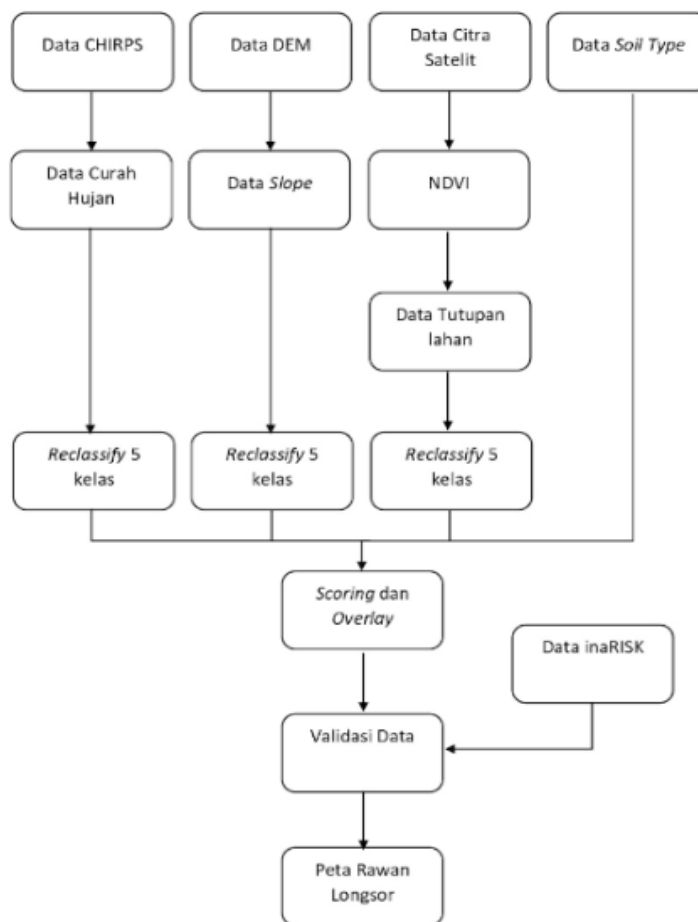 Data CHIRPS
Data DEM
Data Citra
Satelit
Data Soil Type
Data Curah
Hujan
Data Slope
NDVI
Data Tutupan
lahan
Reclassify 5
kelas
Reclassify 5
kelas
Reclassify 5
kelas
Scoring dan
Overlay
Data inaRISK
Validasi Data
Peta Rawan
Longsor